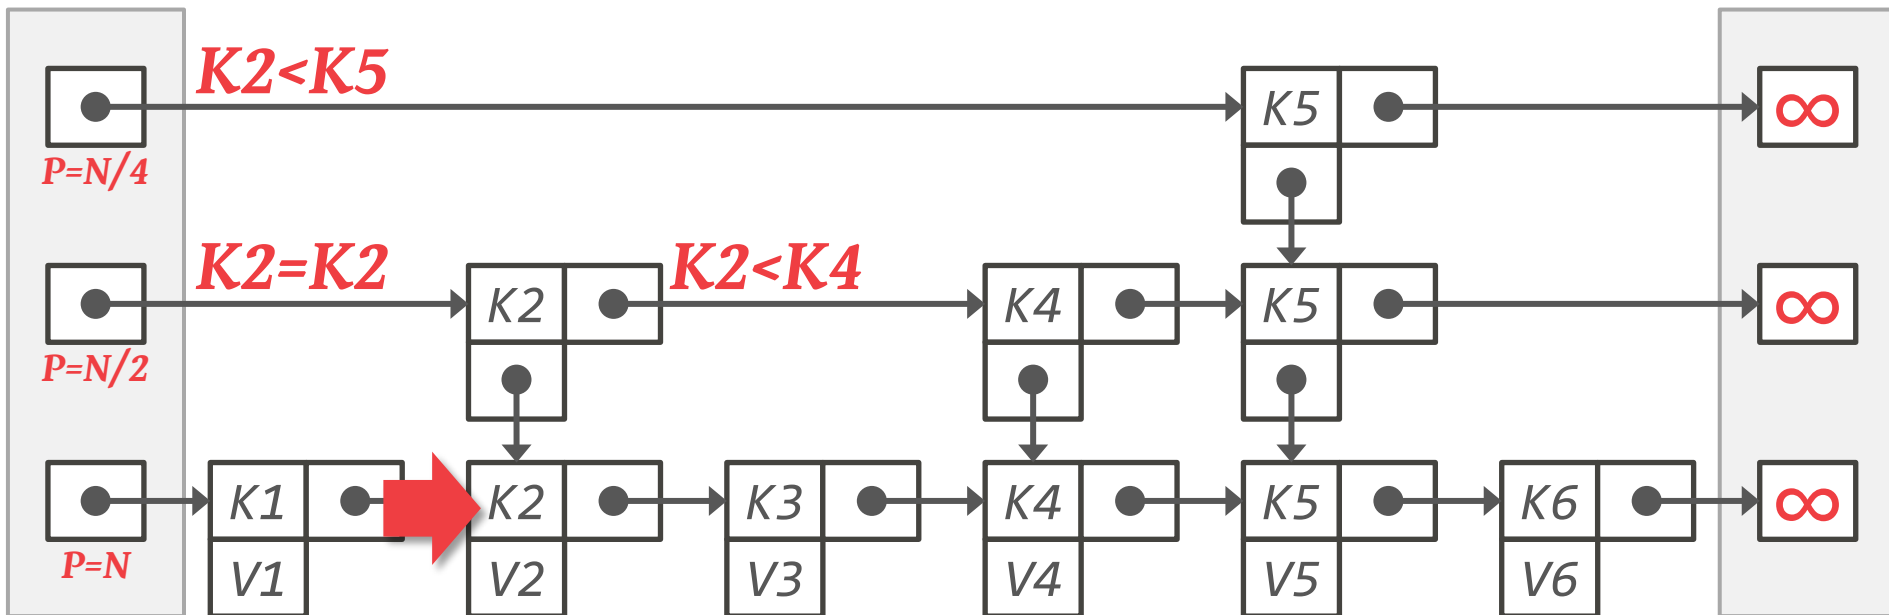 K2<K5
K5
∞
P=N/4
K2=K2
K2<K4
K2
K4
K5
∞
P=N/2
K1
K2
K3
K4
K5
K6
∞
P=N
V1
V2
V3
V4
V5
V6